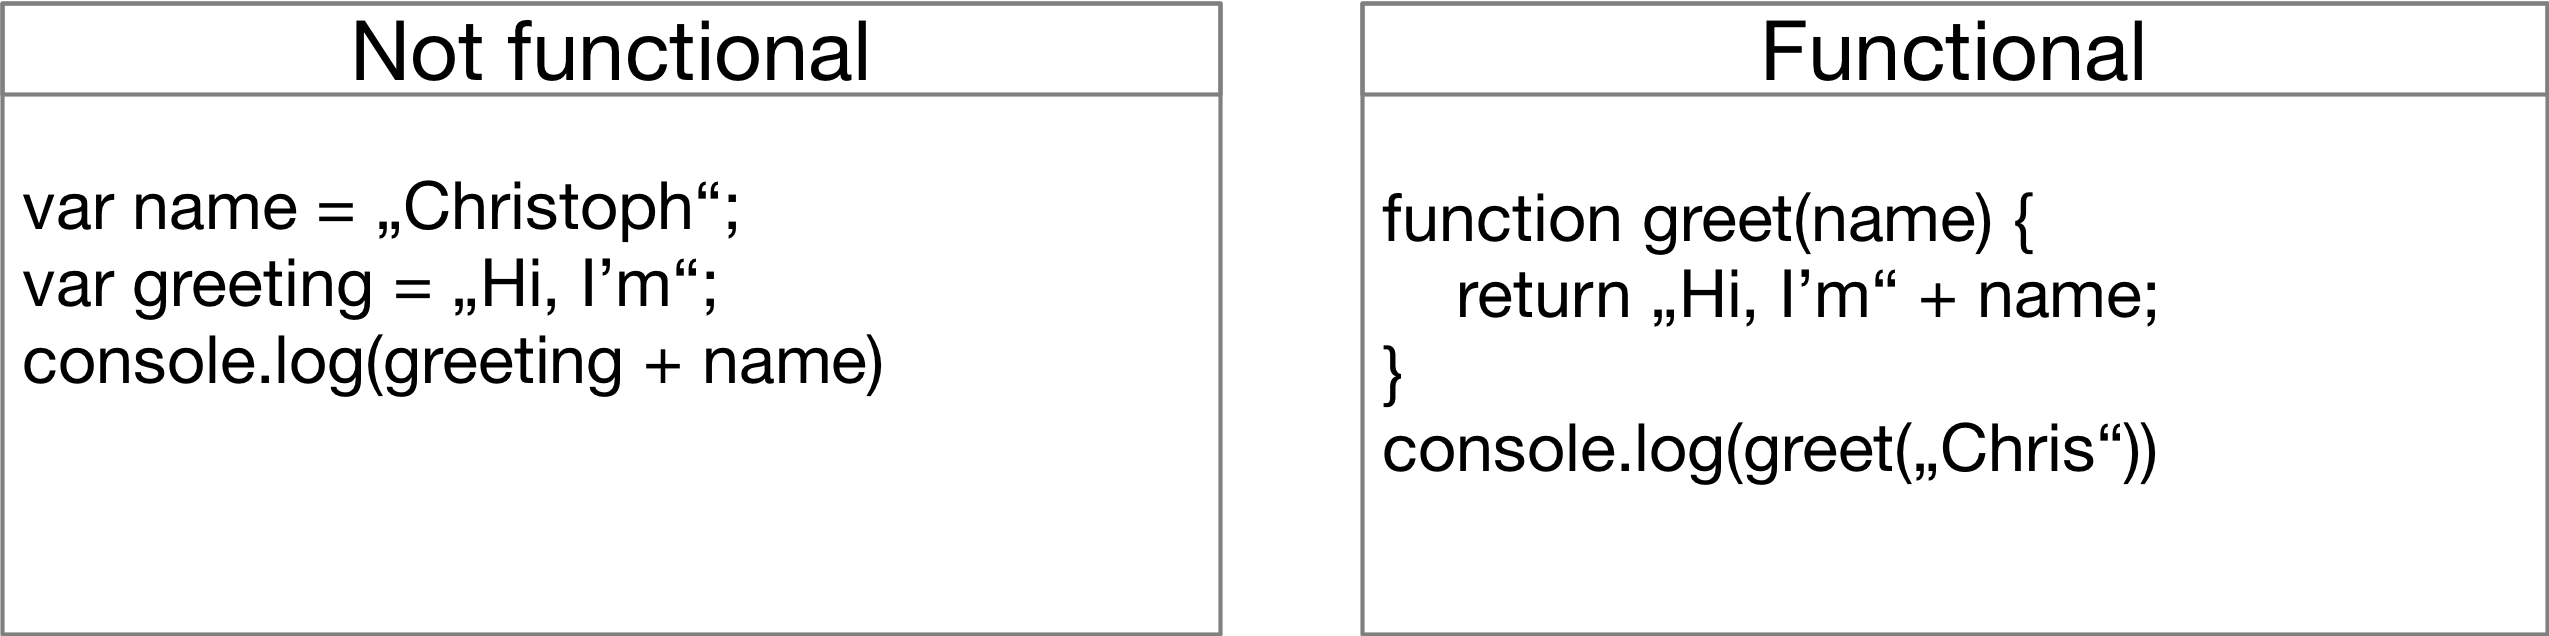 Not functional
var name = „Christoph“;
var greeting = „Hi, I’m“;
console.log(greeting + name)
Functional
function greet(name) {
    return „Hi, I’m“ + name;
}
console.log(greet(„Chris“))